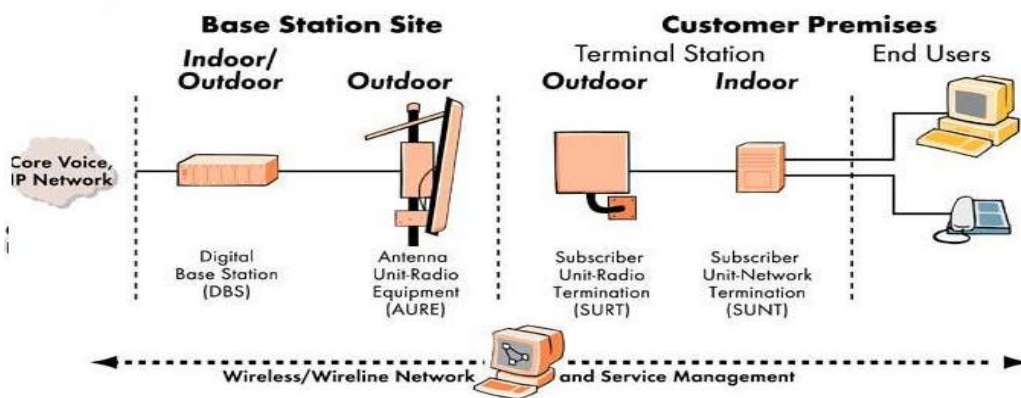 Base Station Site
Customer Premises
Indoor/
Outdoor
Outdoor
Terminal Station
Outdoor
Indoor
End Users
Core Voice,
IP Network
Digital
Base Station
(DBS)
Antenna
Unit-Radio
Equipment
(AURE)
Subscriber
Unit-Radio
Termination
(SURT)
Subscriber
Unit-Network
Termination
(SUNT)
Wireless/Wireline Network and Service Management